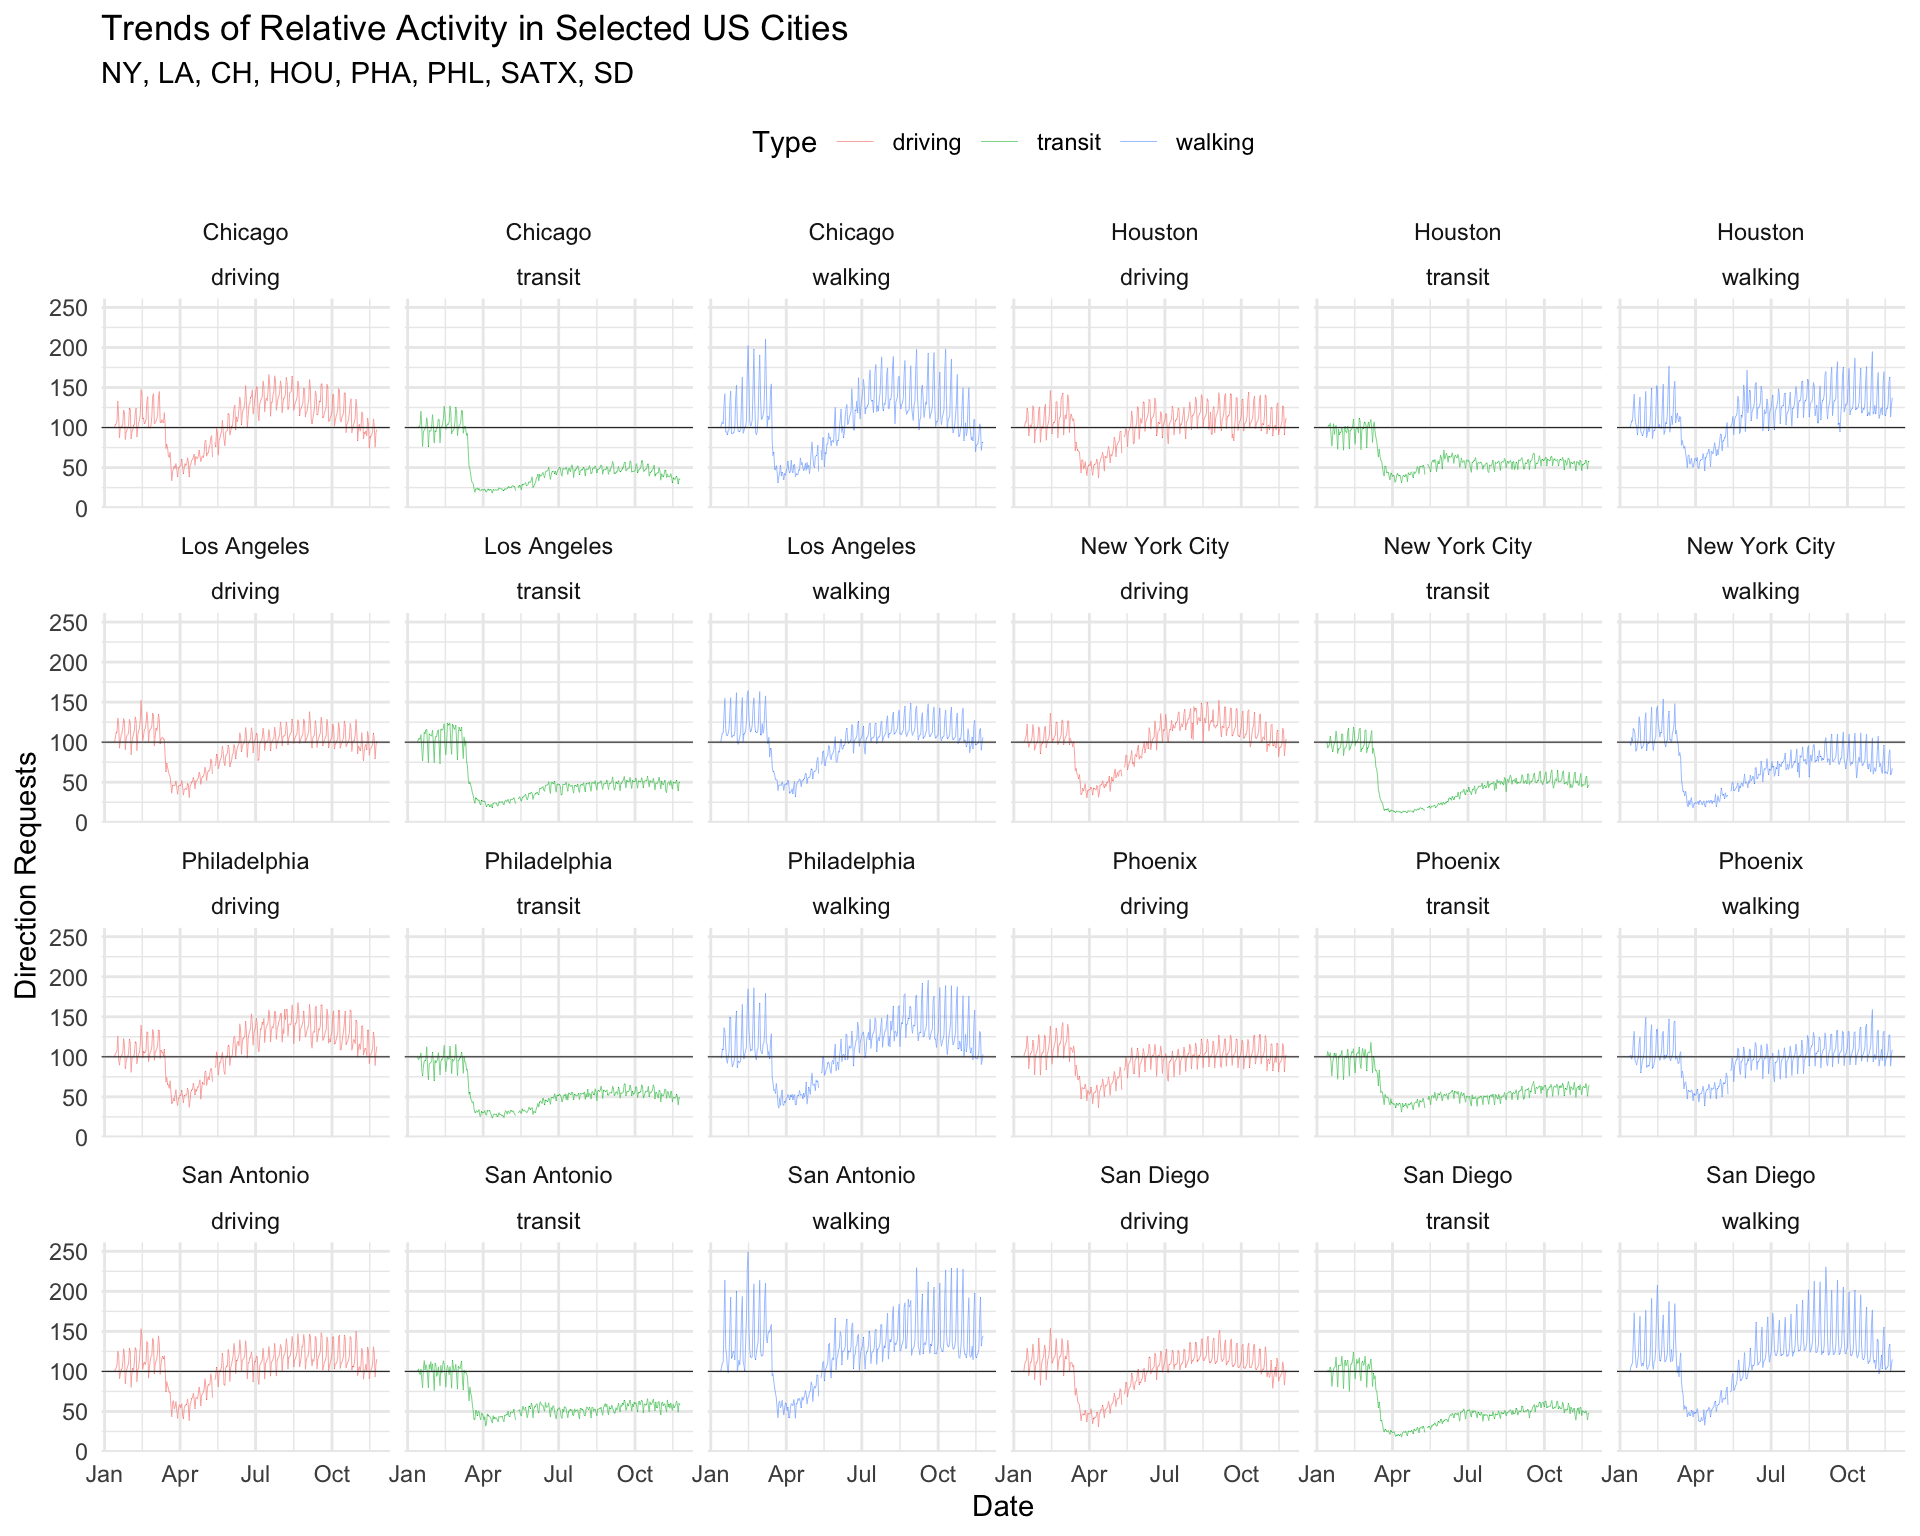 Trends of Relative Activity in Selected US Cities
NY, LA, CH, HOU, PHA, PHL, SATX, SD
Type driving transit walking
Chicago Chicago Chicago Houston Houston Houston
driving transit walking driving transit walking
250
200
150
100
50
0
Los Angeles Los Angeles Los Angeles New York City New York City New York City
driving transit walking driving transit walking
250
200
150
100
50
0
Direction Requests
Philadelphia Philadelphia Philadelphia Phoenix Phoenix Phoenix
driving transit walking driving transit walking
250
200
150
100
50
0
San Antonio San Antonio San Antonio San Diego San Diego San Diego
driving transit walking driving transit walking
250
200
150
100
50
0
Jan Apr Jul Oct Jan Apr Jul Oct Jan Apr Jul Oct Jan Apr Jul Oct Jan Apr Jul Oct Jan Apr Jul Oct
Date